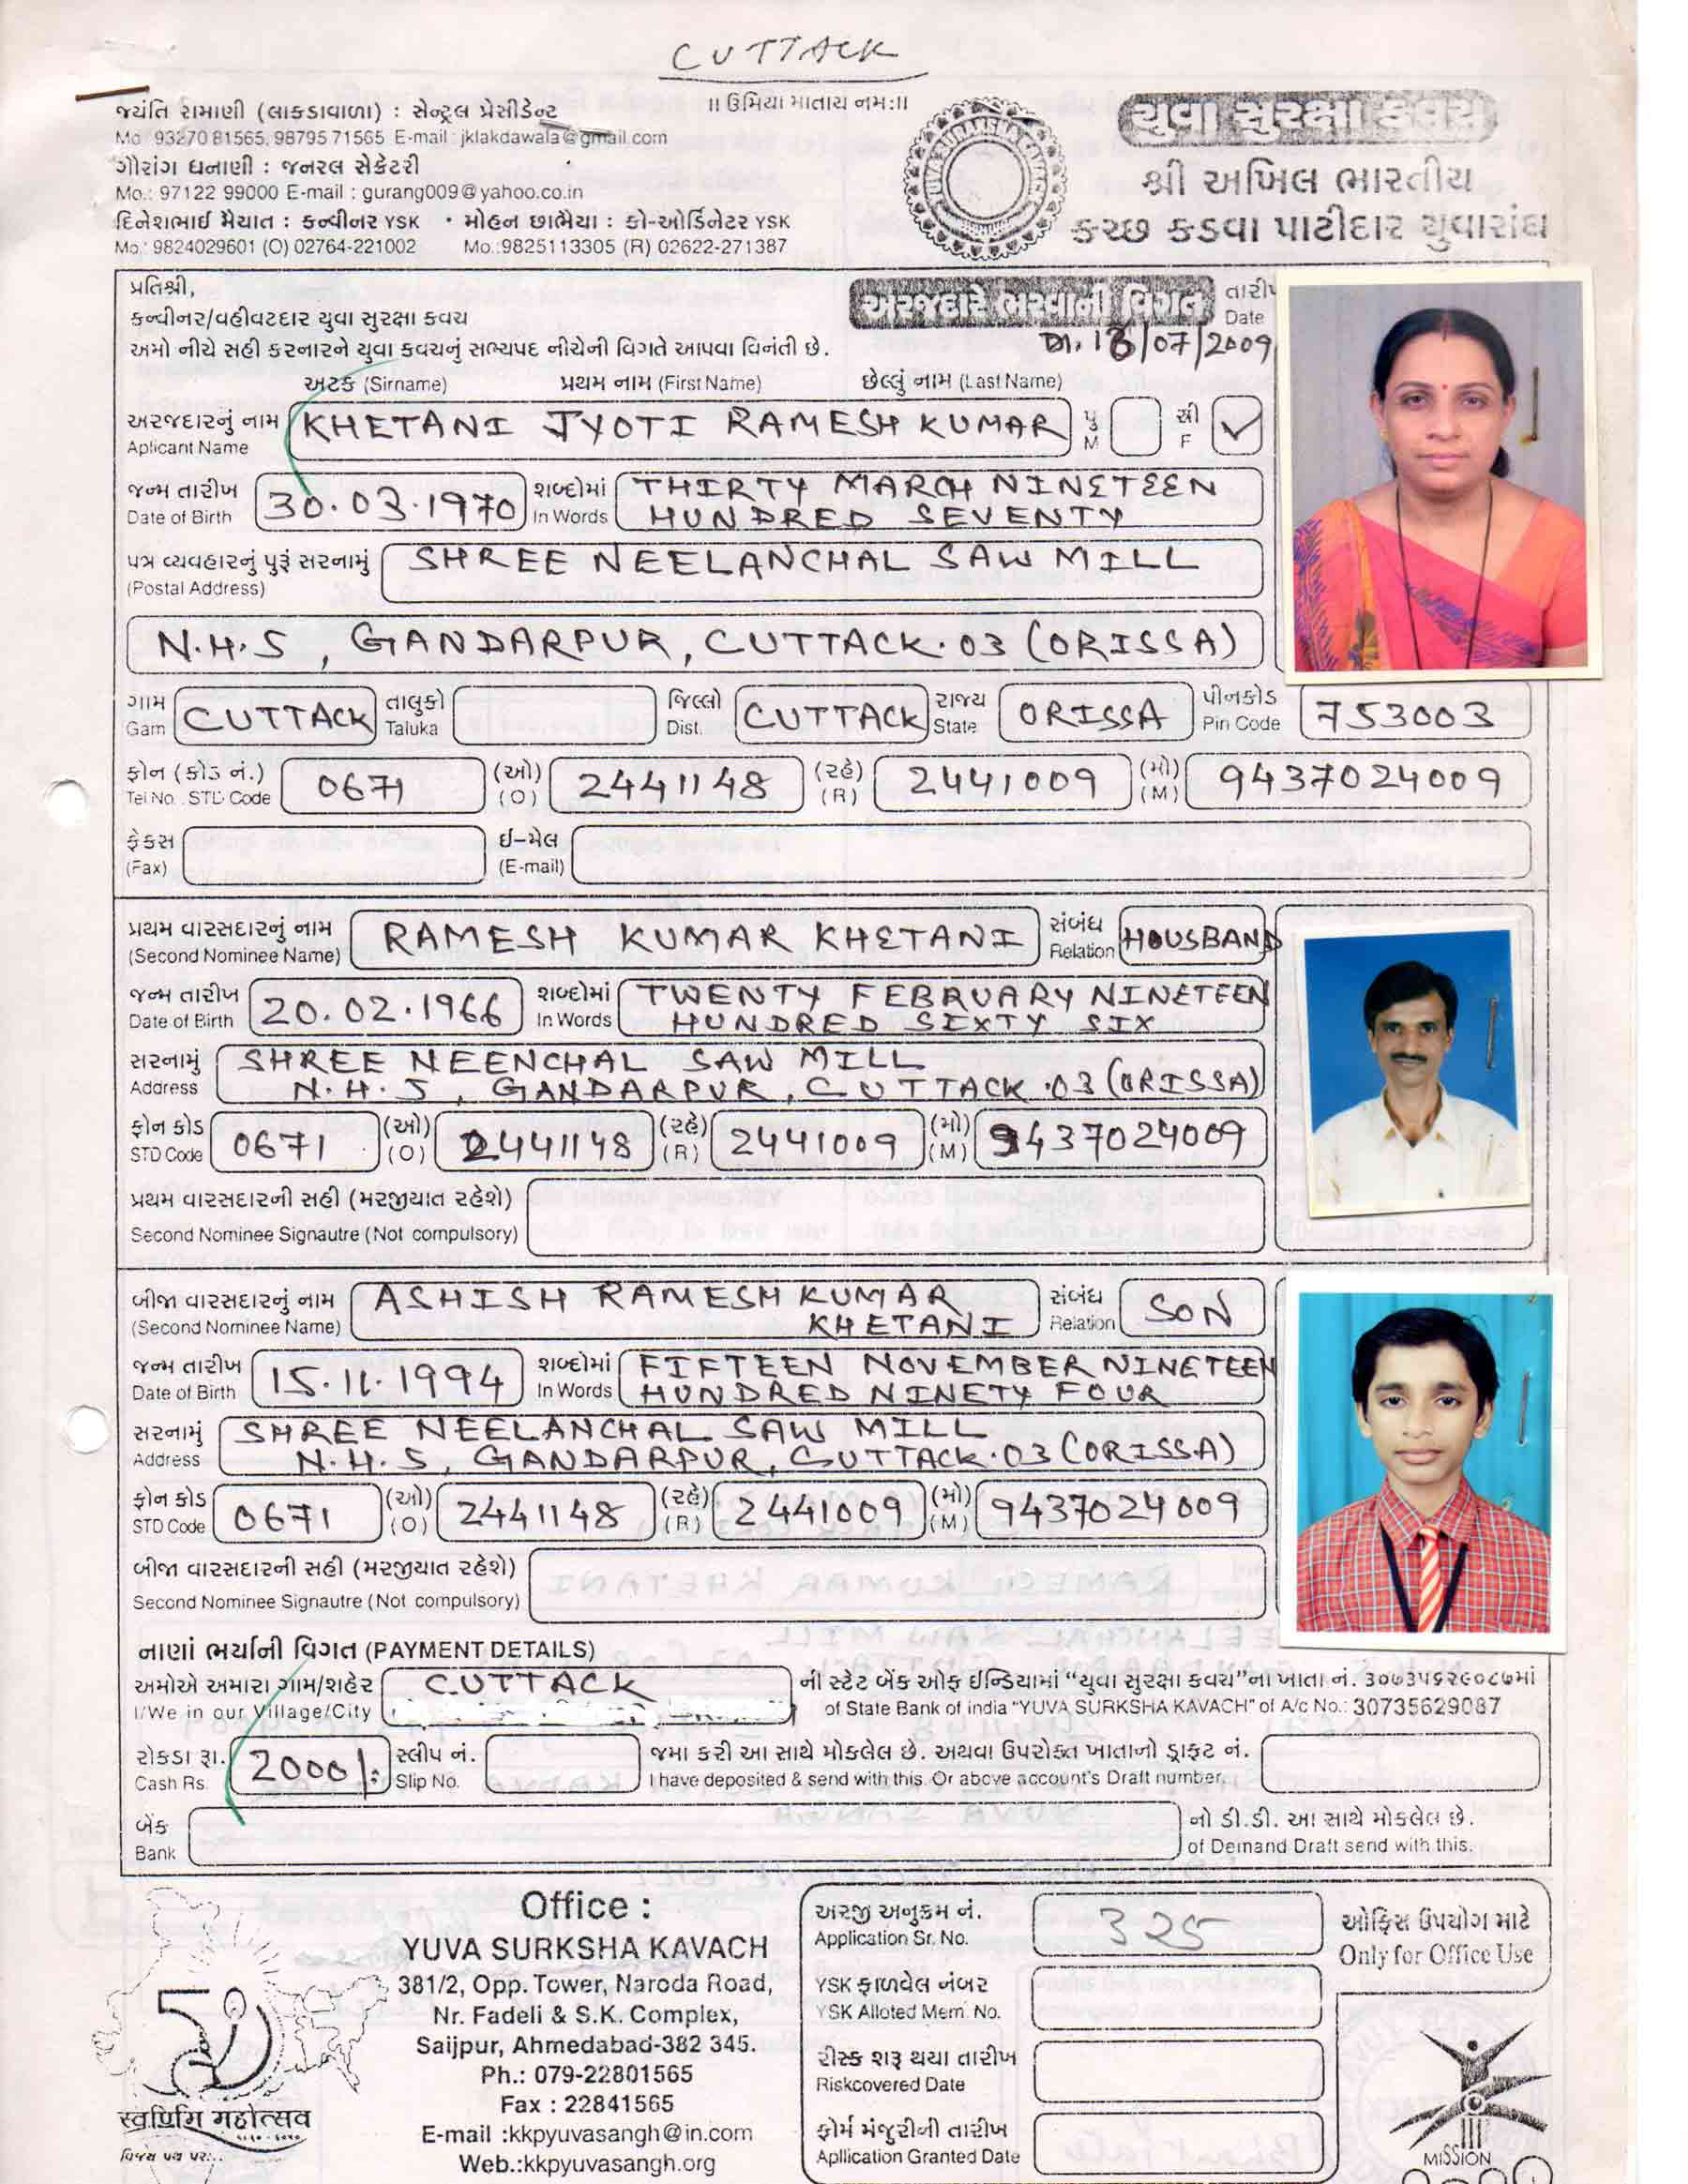 CUTTACK
જયંતિ રામાણી (લાકડાવાળા) : સેન્ટ્રલ પ્રેસીડેન્ટ
Mo 93270 81565, 98795 71565 E-mail : jklakdawala@gmail.com
ગૌરાંગ ધનાણી : જનરલ સેક્રેટરી
Mo.: 97122 99000 E-mail : gurang009@yahoo.co.in
દિનેશભાઈ મૈયાત : કન્વીનર YSK • મોહન છાભૈયા : કો-ઓર્ડિનેટર YSK
Mo.: 9824029601 (O) 02764-221002 Mo.:9825113305 (R) 02622-271387
।। ઉમિયા માતાય નમ:।।
YUVA SURAKSHA KAVACH
યુવા સુરક્ષા કવચ
શ્રી અખિલ ભારતીય
કચ્છ કડવા પાટીદાર યુવાસંઘ
પ્રતિશ્રી,
કન્વીનર/વહીવટદાર યુવા સુરક્ષા કવચ
અમો નીચે સહી કરનારને યુવા કવચનું સભ્યપદ નીચેની વિગતે આપવા વિનંતી છે.
અરજદારે ભરવાની વિગત
Date
/07/2009
અટક (Sirname) પ્રથમ નામ (First Name) છેલ્લું નામ (Last Name)
અરજદારનું નામ KHETANI JYOTI RAMESH KUMAR પુ સ્ત્રી ✓
Aplicant Name M F
જન્મ તારીખ 30.03.1970 શબ્દોમાં THIRTY MARCH NINETEEN
Date of Birth In Words HUNDRED SEVENTY
પત્ર વ્યવહારનું પુરૂં સરનામું SHREE NEELANCHAL SAW MILL
(Postal Address)
N.H.5, GANDARPUR, CUTTACK.03 (ORISSA)
ગામ CUTTACK તાલુકો જિલ્લો CUTTACK રાજ્ય ORISSA પીનકોડ 753003
Gam Taluka Dist. State Pin Code
ફોન (કોડ નં.) 0671 (ઓ) 2441148 (રહે) 2441009 (મો) 9437024009
Tel No. STD Code (O) (R) (M)
ફેકસ ઈ-મેલ
(Fax) (E-mail)
પ્રથમ વારસદારનું નામ RAMESH KUMAR KHETANI સંબંધ HOUSBAND
(Second Nominee Name) Relation
જન્મ તારીખ 20.02.1966 શબ્દોમાં TWENTY FEBRUARY NINETEEN
Date of Birth In Words HUNDRED SIXTY SIX
સરનામું SHREE NEENCHAL SAW MILL
Address N.H.5, GANDARPUR, CUTTACK.03 (ORISSA)
ફોન કોડ 0671 (ઓ) 2441148 (રહે) 2441009 (મો) 9437024009
STD Code (O) (R) (M)
પ્રથમ વારસદારની સહી (મરજીયાત રહેશે)
Second Nominee Signautre (Not compulsory)
બીજા વારસદારનું નામ ASHISH RAMESH KUMAR સંબંધ SON
(Second Nominee Name) KHETANI Relation
જન્મ તારીખ 15.11.1994 શબ્દોમાં FIFTEEN NOVEMBER NINETEEN
Date of Birth In Words HUNDRED NINETY FOUR
સરનામું SHREE NEELANCHAL SAW MILL
Address N.H.5, GANDARPUR, CUTTACK.03 (ORISSA)
ફોન કોડ 0671 (ઓ) 2441148 (રહે) 2441009 (મો) 9437024009
STD Code (O) (R) (M)
બીજા વારસદારની સહી (મરજીયાત રહેશે)
Second Nominee Signautre (Not compulsory)
નાણાં ભર્યાની વિગત (PAYMENT DETAILS)
અમોએ અમારા ગામ/શહેર CUTTACK ની સ્ટેટ બેંક ઓફ ઈન્ડિયામાં “યુવા સુરક્ષા કવચ”ના ખાતા નં. ૩૦૭૩૫૬૨૯૦૮૭માં
I/We in our Village/City of State Bank of india “YUVA SURKSHA KAVACH” of A/c No.: 30735629087
રોકડા રૂા. 2000/- સ્લીપ નં. જમા કરી આ સાથે મોકલેલ છે. અથવા ઉપરોક્ત ખાતાનો ડ્રાફ્ટ નં.
Cash Rs. Slip No. I have deposited & send with this. Or above account's Draft number.
બેંક નો ડી.ડી. આ સાથે મોકલેલ છે.
Bank of Demand Draft send with this.
50
સ્વર્ણિમ મહોત્સવ
Office :
YUVA SURKSHA KAVACH
381/2, Opp. Tower, Naroda Road,
Nr. Fadeli & S.K. Complex,
Saijpur, Ahmedabad-382 345.
Ph.: 079-22801565
Fax : 22841565
E-mail :kkpyuvasangh@in.com
Web.:kkpyuvasangh.org
અરજી અનુક્રમ નં. 325
Application Sr. No.
YSK ફાળવેલ નંબર
YSK Alloted Mem. No.
રીસ્ક શરૂ થયા તારીખ
Riskcovered Date
ફોર્મ મંજુરીની તારીખ
Apllication Granted Date
ઓફિસ ઉપયોગ માટે
Only for Office Use
MISSION